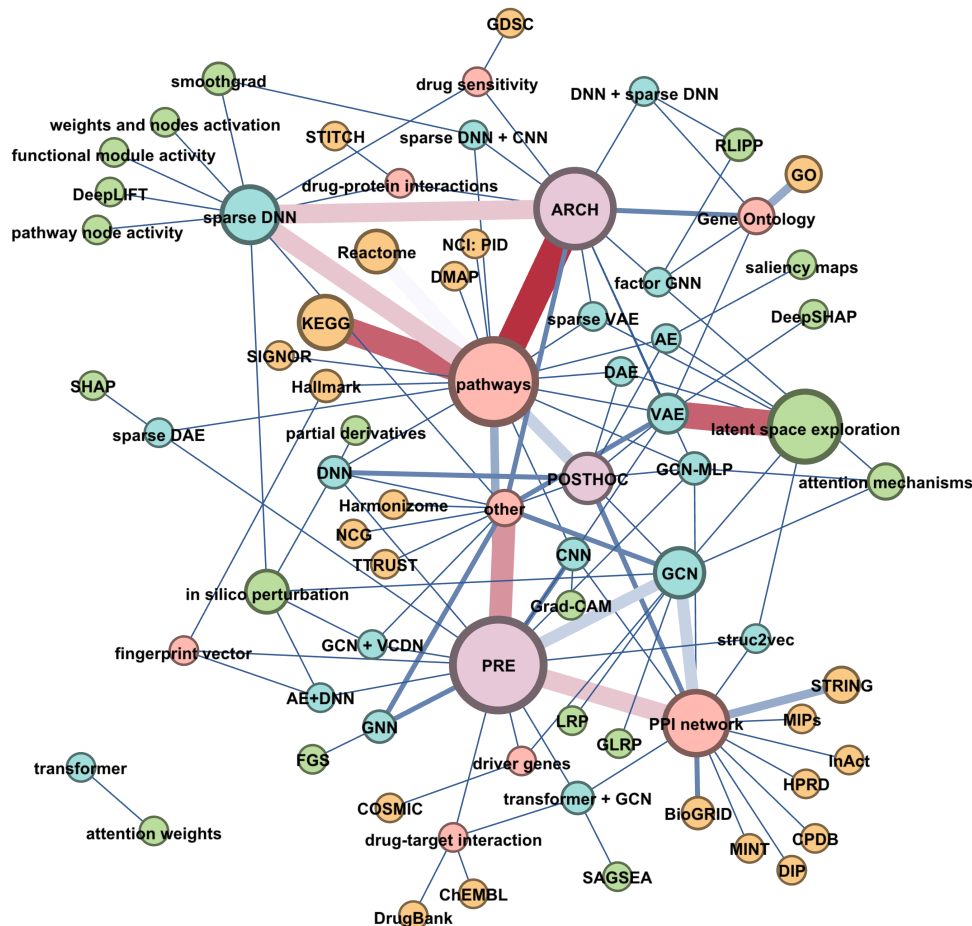 GDSC
smoothgrad
drug sensitivity
DNN + sparse DNN
weights and nodes activation
STITCH
sparse DNN + CNN
RLIPP
functional module activity
GO
DeepLIFT
drug-protein interactions
sparse DNN
ARCH
Gene Ontology
pathway node activity
Reactome
NCI: PID
DMAP
factor GNN
saliency maps
KEGG
sparse VAE
DeepSHAP
AE
SIGNOR
Hallmark
pathways
DAE
SHAP
sparse DAE
partial derivatives
VAE
latent space exploration
DNN
POSTHOC
GCN-MLP
attention mechanisms
Harmonizome
other
NCG
TTRUST
CNN
GCN
in silico perturbation
Grad-CAM
GCN + VCDN
struc2vec
fingerprint vector
PRE
AE+DNN
STRING
GNN
LRP
PPI network
MIPs
GLRP
FGS
driver genes
InAct
transformer
HPRD
transformer + GCN
COSMIC
BioGRID
attention weights
drug-target interaction
CPDB
MINT
DIP
SAGSEA
ChEMBL
DrugBank